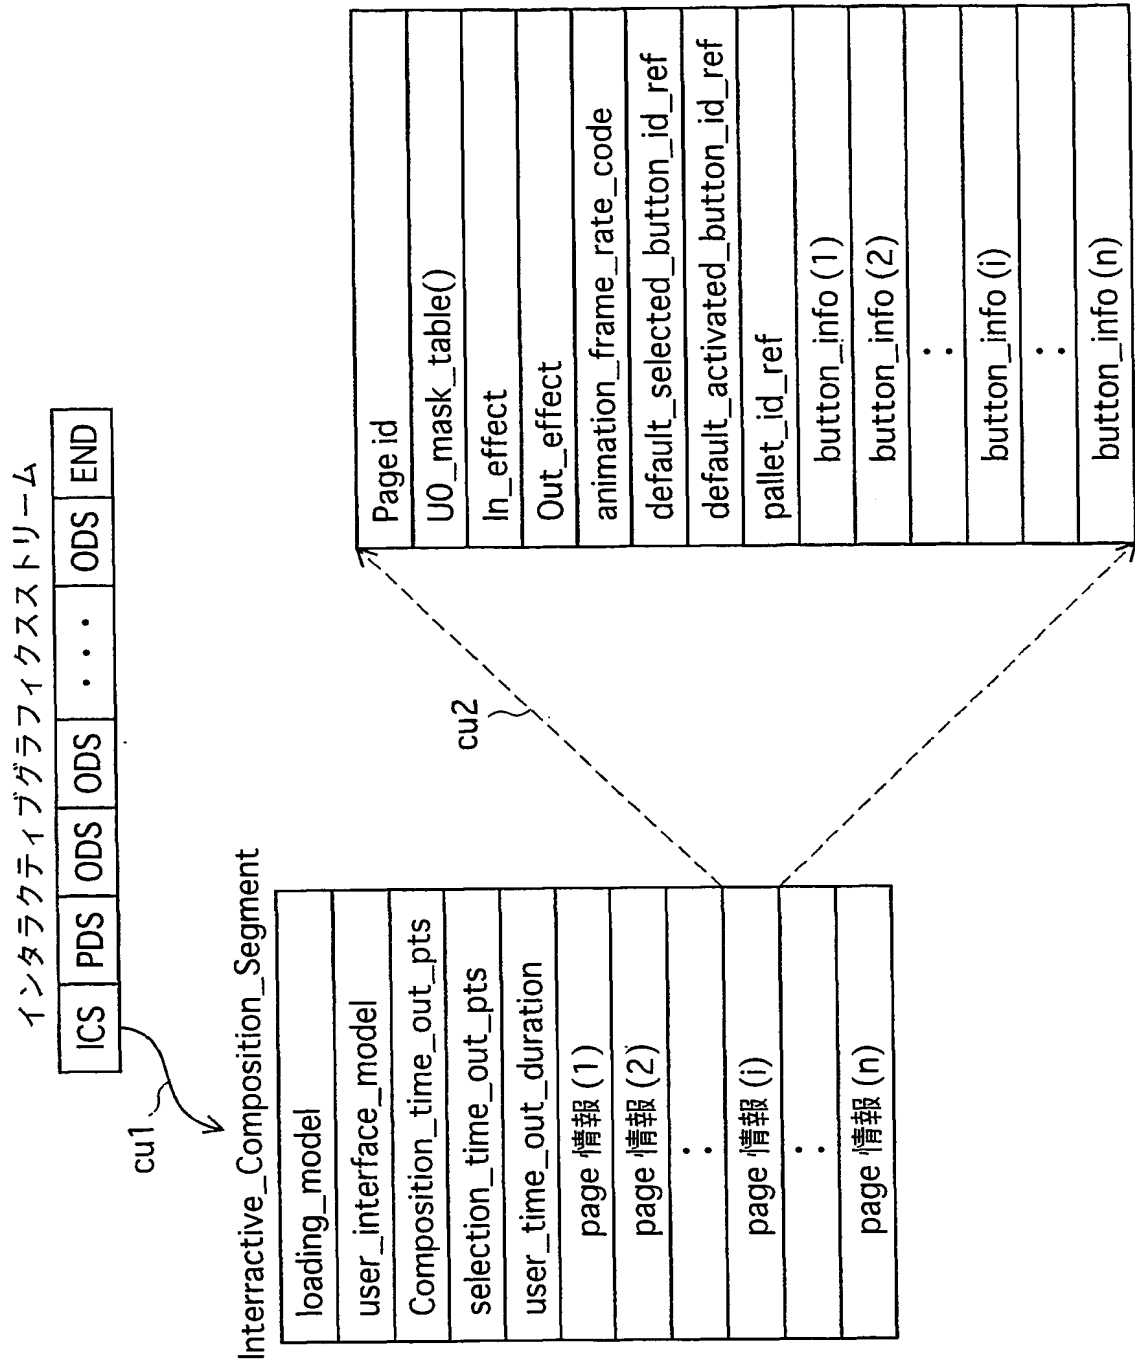 インタラクティブグラフィクスストリーム
ICS PDS ODS ODS ・・・ ODS END
cu1
Interractive_Composition_Segment
loading_model
user_interface_model
Composition_time_out_pts
selection_time_out_pts
user_time_out_duration
page 情報 (1)
page 情報 (2)
: 
page 情報 (i)
: 
page 情報 (n)
cu2
Page id
UO_mask_table()
In_effect
Out_effect
animation_frame_rate_code
default_selected_button_id_ref
default_activated_button_id_ref
pallet_id_ref
button_info (1)
button_info (2)
: 
button_info (i)
: 
button_info (n)